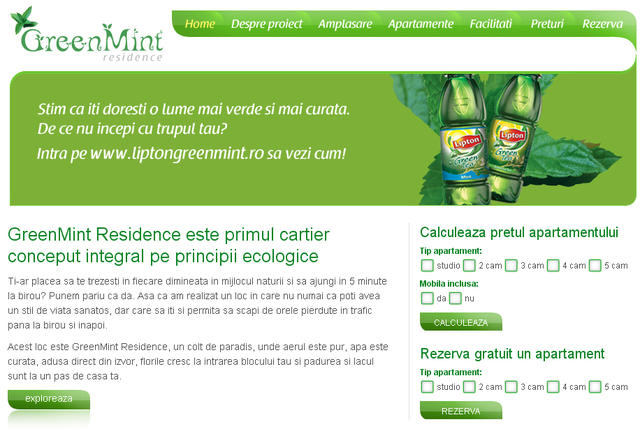 GreenMint
residence
Home Despre proiect Amplasare Apartamente Facilitati Preturi Rezerva
Stim ca iti doresti o lume mai verde si mai curata.
De ce nu incepi cu trupul tau?
Intra pe www.liptongreenmint.ro sa vezi cum!
Lipton
Green
Lipton
GreenMint Residence este primul cartier
conceput integral pe principii ecologice
Ti-ar placea sa te trezesti in fiecare dimineata in mijlocul naturii si sa ajungi in 5 minute
la birou? Punem pariu ca da. Asa ca am realizat un loc in care nu numai ca poti avea
un stil de viata sanatos, dar care sa iti si permita sa scapi de orele pierdute in trafic
pana la birou si inapoi.
Acest loc este GreenMint Residence, un colt de paradis, unde aerul este pur, apa este
curata, adusa direct din izvor, florile cresc la intrarea blocului tau si padurea si lacul
sunt la un pas de casa ta.
exploreaza
Calculeaza pretul apartamentului
Tip apartament:
studio 2 cam 3 cam 4 cam 5 cam
Mobila inclusa:
da nu
CALCULEAZA
Rezerva gratuit un apartament
Tip apartament:
studio 2 cam 3 cam 4 cam 5 cam
REZERVA